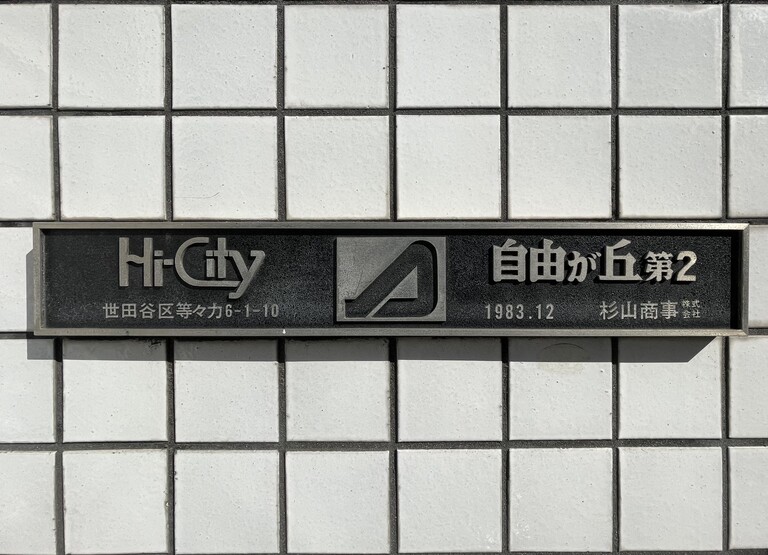 Hi-City
世田谷区等々力6-1-10
自由が丘第2
1983.12 杉山商事株式会社